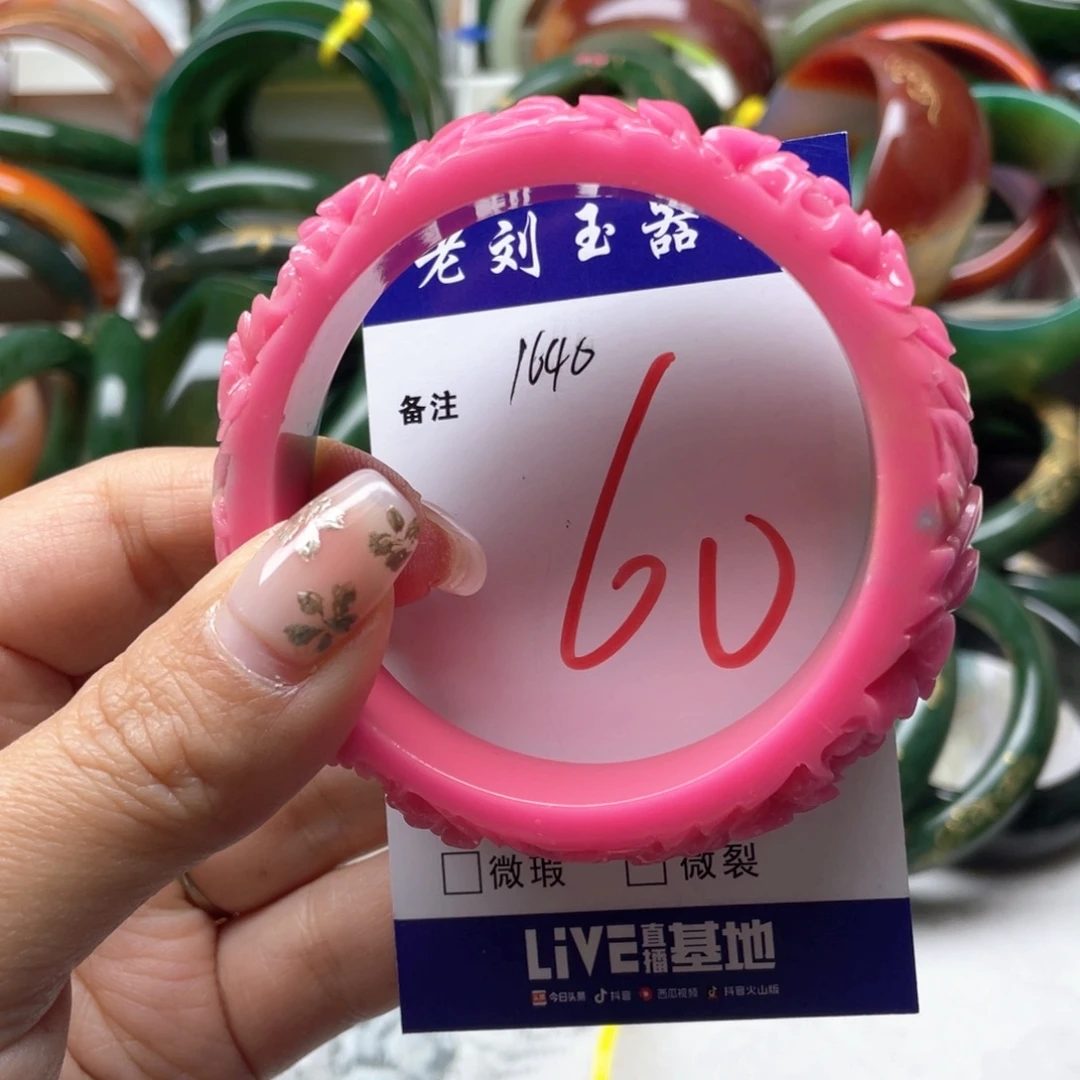 老刘玉器
1640
备注
60
□微瑕 □微裂
LiVE直播基地
今日头条 抖音 西瓜视频 抖音火山版